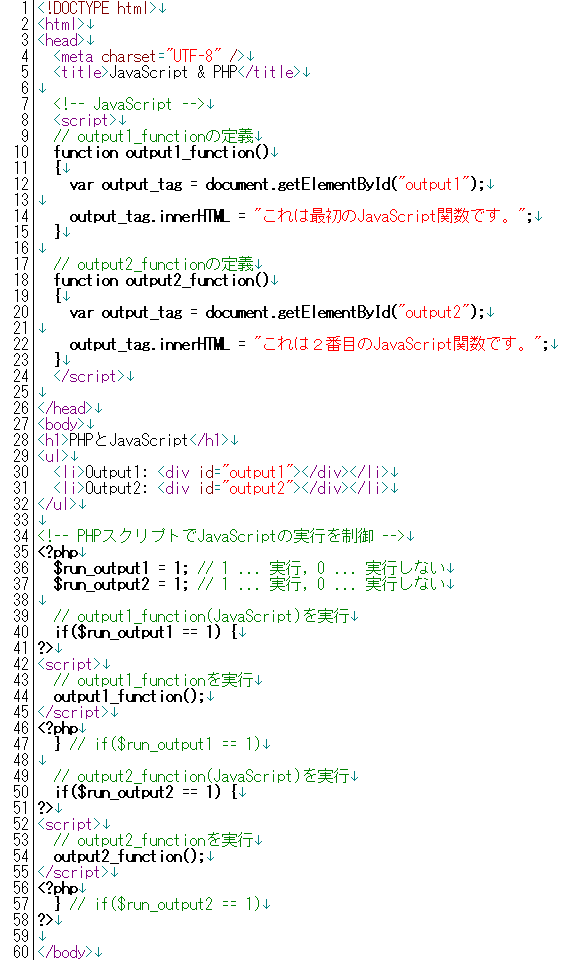 1 <!DOCTYPE html>↓
2 <html>↓
3 <head>↓
4   <meta charset="UTF-8" />↓
5   <title>JavaScript & PHP</title>↓
6 ↓
7   <!-- JavaScript -->↓
8   <script>↓
9   // output1_functionの定義↓
10   function output1_function()↓
11   {↓
12     var output_tag = document.getElementById("output1");↓
13 ↓
14     output_tag.innerHTML = "これは最初のJavaScript関数です。";↓
15   }↓
16 ↓
17   // output2_functionの定義↓
18   function output2_function()↓
19   {↓
20     var output_tag = document.getElementById("output2");↓
21 ↓
22     output_tag.innerHTML = "これは２番目のJavaScript関数です。";↓
23   }↓
24   </script>↓
25 ↓
26 </head>↓
27 <body>↓
28 <h1>PHPとJavaScript</h1>↓
29 <ul>↓
30   <li>Output1: <div id="output1"></div></li>↓
31   <li>Output2: <div id="output2"></div></li>↓
32 </ul>↓
33 ↓
34 <!-- PHPスクリプトでJavaScriptの実行を制御 -->↓
35 <?php↓
36   $run_output1 = 1; // 1 ... 実行, 0 ... 実行しない↓
37   $run_output2 = 1; // 1 ... 実行, 0 ... 実行しない↓
38 ↓
39   // output1_function(JavaScript)を実行↓
40   if($run_output1 == 1) {↓
41 ?>↓
42 <script>↓
43   // output1_functionを実行↓
44   output1_function();↓
45 </script>↓
46 <?php↓
47   } // if($run_output1 == 1)↓
48 ↓
49   // output2_function(JavaScript)を実行↓
50   if($run_output2 == 1) {↓
51 ?>↓
52 <script>↓
53   // output2_functionを実行↓
54   output2_function();↓
55 </script>↓
56 <?php↓
57   } // if($run_output2 == 1)↓
58 ?>↓
59 ↓
60 </body>↓